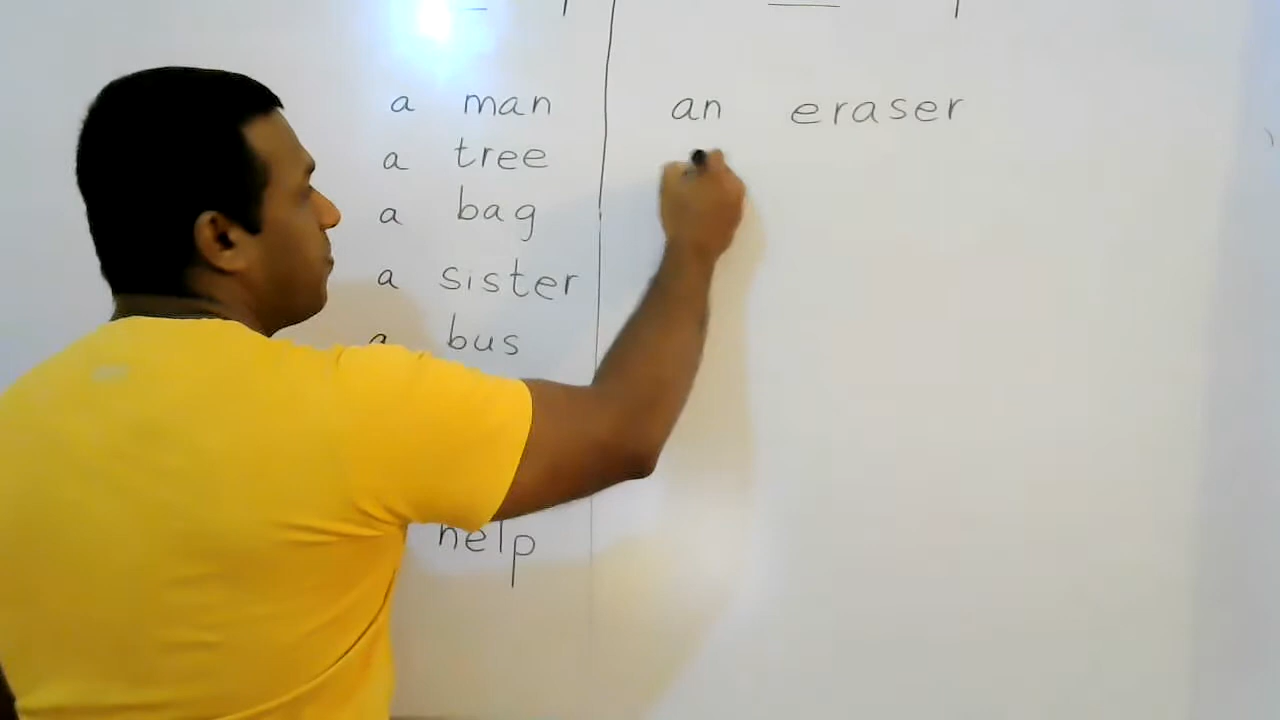 a man
a tree
a bag
a sister
a bus
help
an eraser